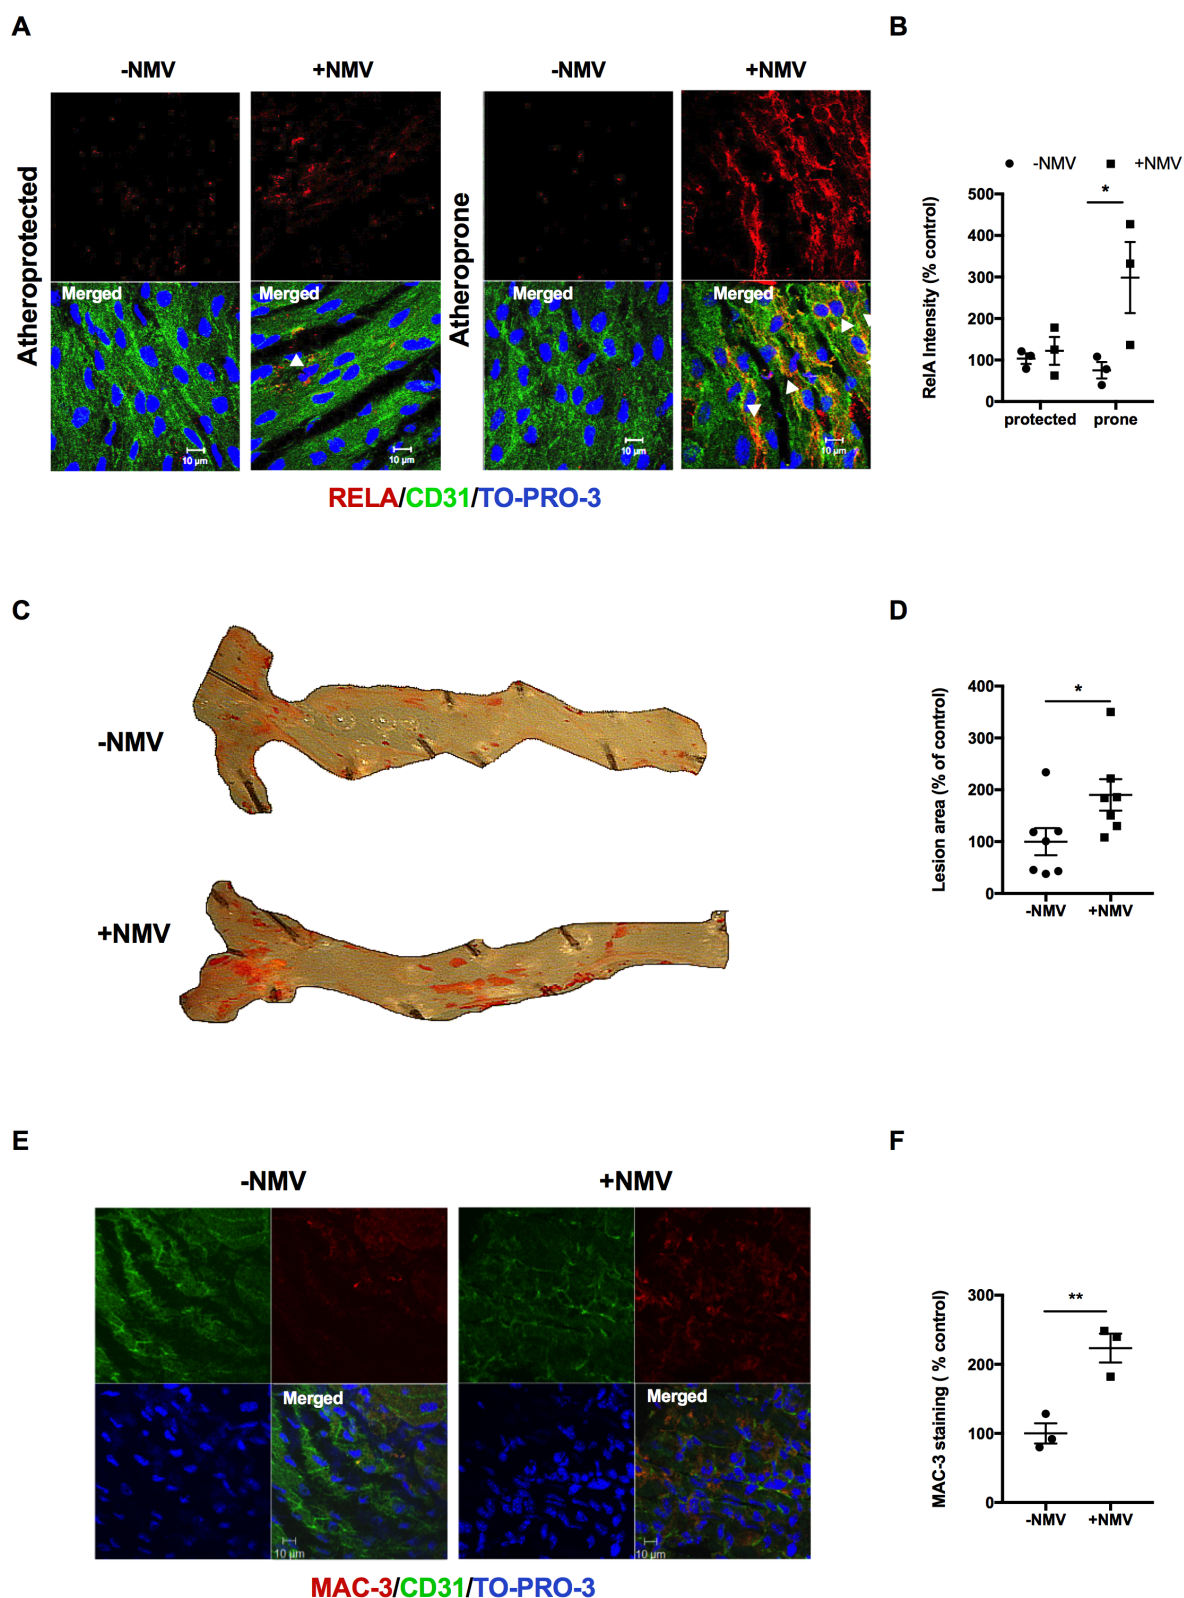 A
-NMV
+NMV
-NMV
+NMV
Atheroprotected
Atheroprone
Merged
Merged
Merged
Merged
10 µm
10 µm
10 µm
10 µm
RELA/CD31/TO-PRO-3
B
-NMV
+NMV
RelA Intensity (% control)
500
400
300
200
100
0
*
protected
prone
C
-NMV
+NMV
D
Lesion area (% of control)
400
300
200
100
0
*
-NMV
+NMV
E
-NMV
+NMV
Merged
Merged
10 µm
10 µm
MAC-3/CD31/TO-PRO-3
F
MAC-3 staining ( % control)
300
200
100
0
**
-NMV
+NMV